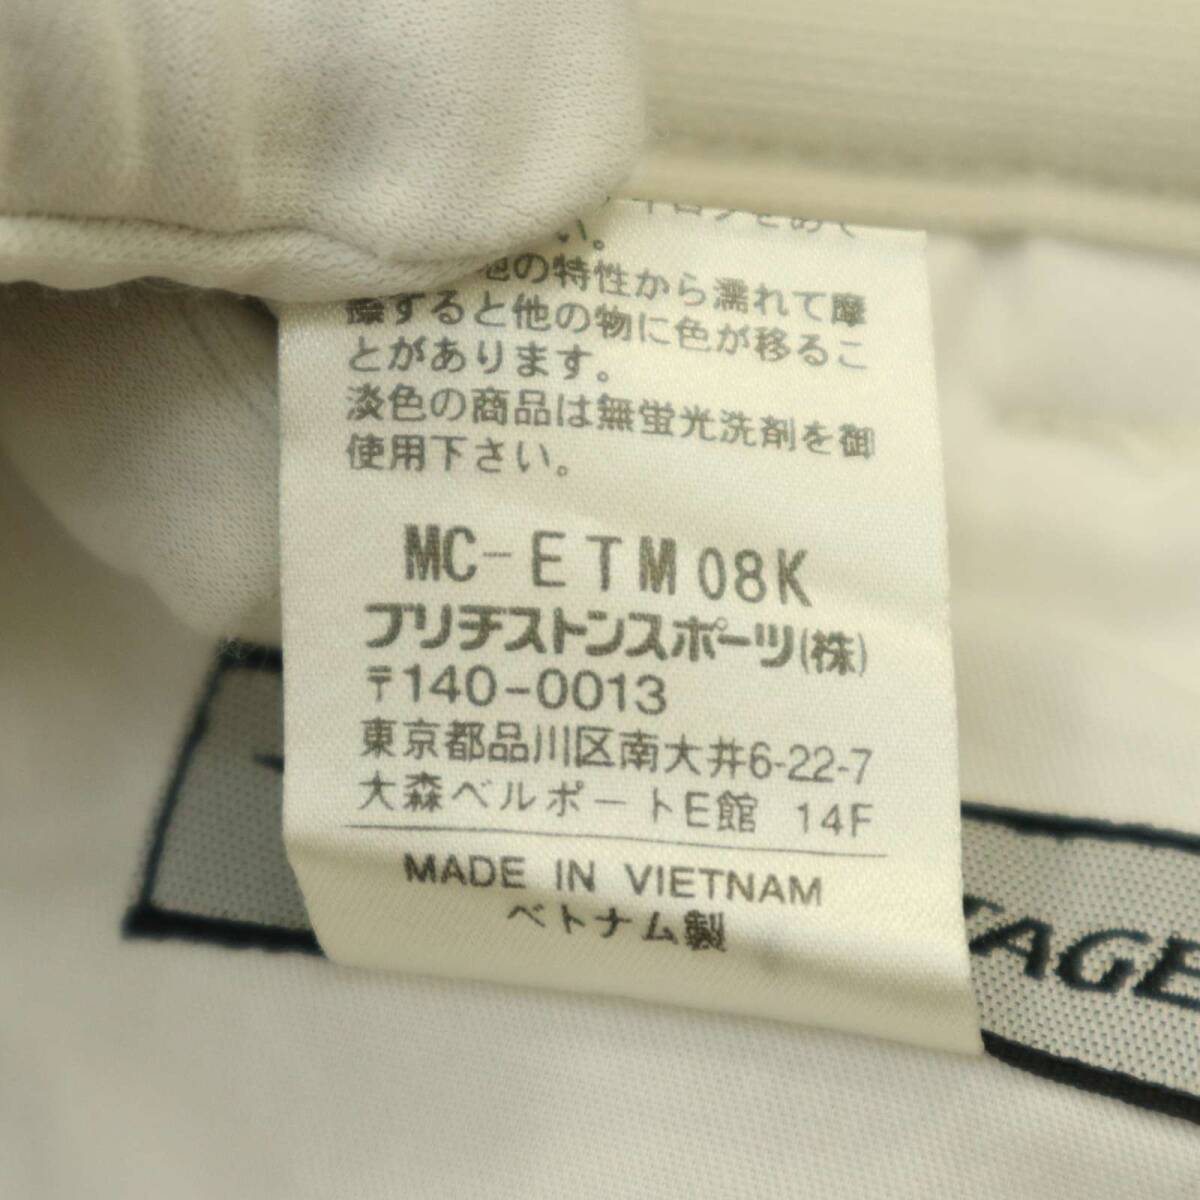 い。
地の特性から濡れて摩
擦すると他の物に色が移るこ
とがあります。
淡色の商品は無蛍光洗剤を御
使用下さい。
MC-ETM08K
ブリヂストンスポーツ(株)
〒140-0013
東京都品川区南大井6-22-7
大森ベルポートE館 14F
MADE IN VIETNAM
ベトナム製
TAGE